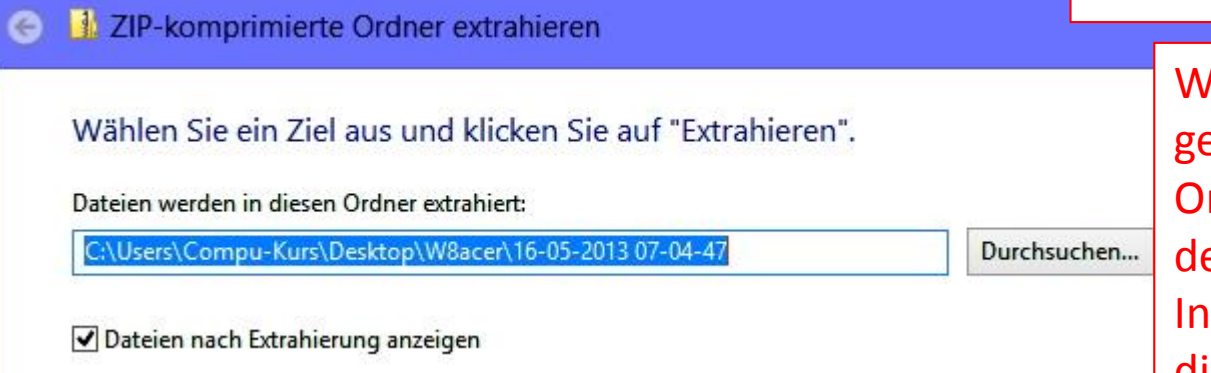 ZIP-komprimierte Ordner extrahieren
Wählen Sie ein Ziel aus und klicken Sie auf "Extrahieren".
Dateien werden in diesen Ordner extrahiert:
C:\Users\Compu-Kurs\Desktop\W8acer\16-05-2013 07-04-47
Durchsuchen...
Dateien nach Extrahierung anzeigen